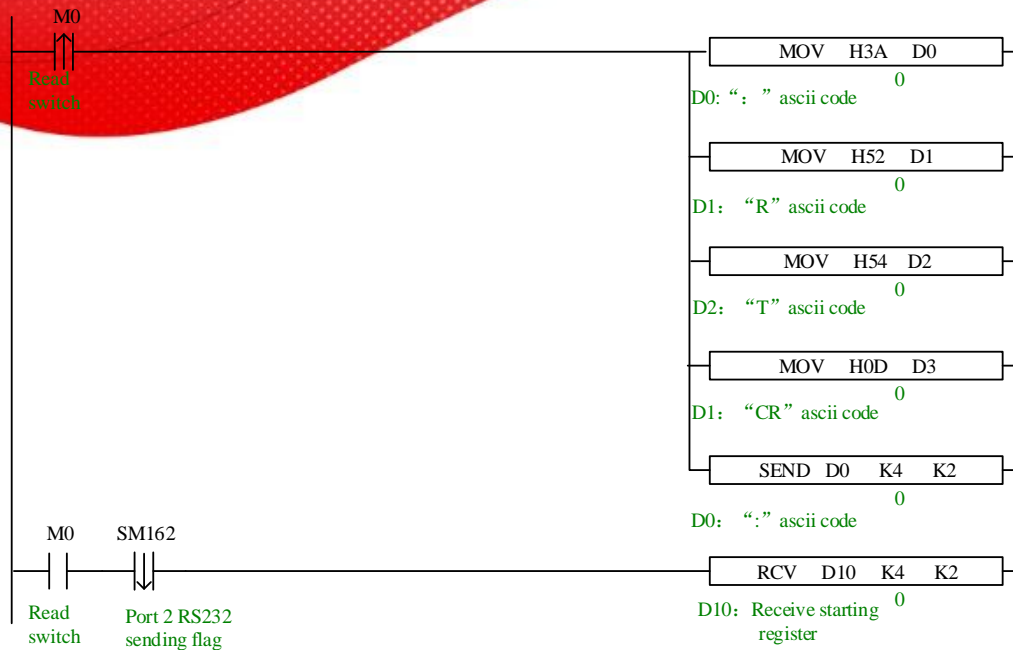 M0
Read
switch
MOV H3A D0
0
D0: “：” ascii code
MOV H52 D1
0
D1： “R” ascii code
MOV H54 D2
0
D2： “T” ascii code
MOV H0D D3
0
D1： “CR” ascii code
SEND D0 K4 K2
0
D0： “:” ascii code
M0 SM162
Read
switch
Port 2 RS232
sending flag
RCV D10 K4 K2
0
D10：Receive starting
register